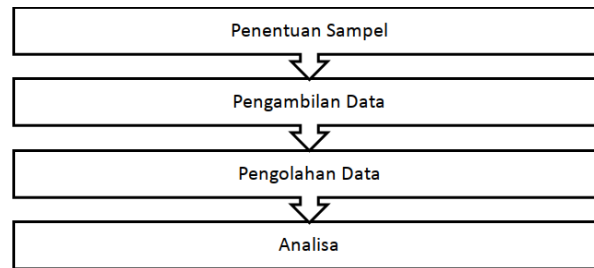 Penentuan Sampel
Pengambilan Data
Pengolahan Data
Analisa